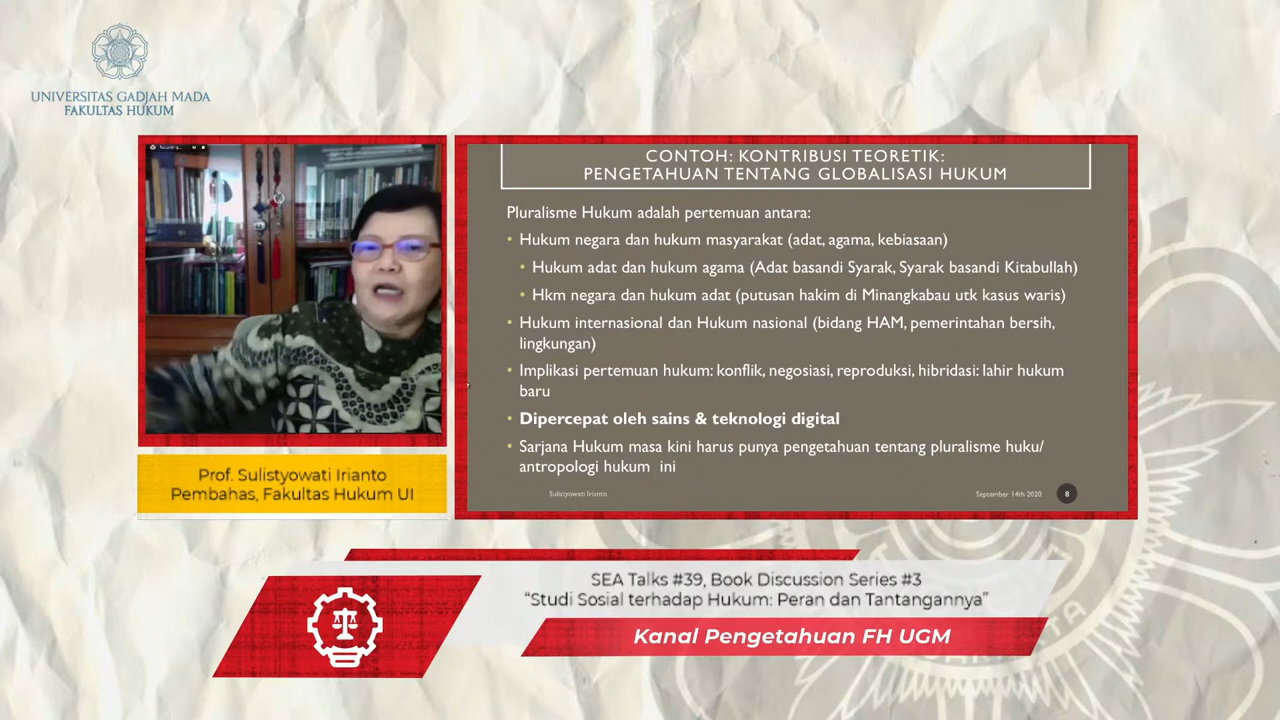 UNIVERSITAS GADJAH MADA
FAKULTAS HUKUM
CONTOH: KONTRIBUSI TEORETIK:
PENGETAHUAN TENTANG GLOBALISASI HUKUM
Pluralisme Hukum adalah pertemuan antara:
• Hukum negara dan hukum masyarakat (adat, agama, kebiasaan)
• Hukum adat dan hukum agama (Adat basandi Syarak, Syarak basandi Kitabullah)
• Hkm negara dan hukum adat (putusan hakim di Minangkabau utk kasus waris)
• Hukum internasional dan Hukum nasional (bidang HAM, pemerintahan bersih,
lingkungan)
• Implikasi pertemuan hukum: konflik, negosiasi, reproduksi, hibridasi: lahir hukum
baru
• Dipercepat oleh sains & teknologi digital
• Sarjana Hukum masa kini harus punya pengetahuan tentang pluralisme huku/
antropologi hukum ini
Sulistyowati Irianto
September 14th 2020
8
Prof. Sulistyowati Irianto
Pembahas, Fakultas Hukum UI
SEA Talks #39, Book Discussion Series #3
“Studi Sosial terhadap Hukum: Peran dan Tantangannya”
Kanal Pengetahuan FH UGM